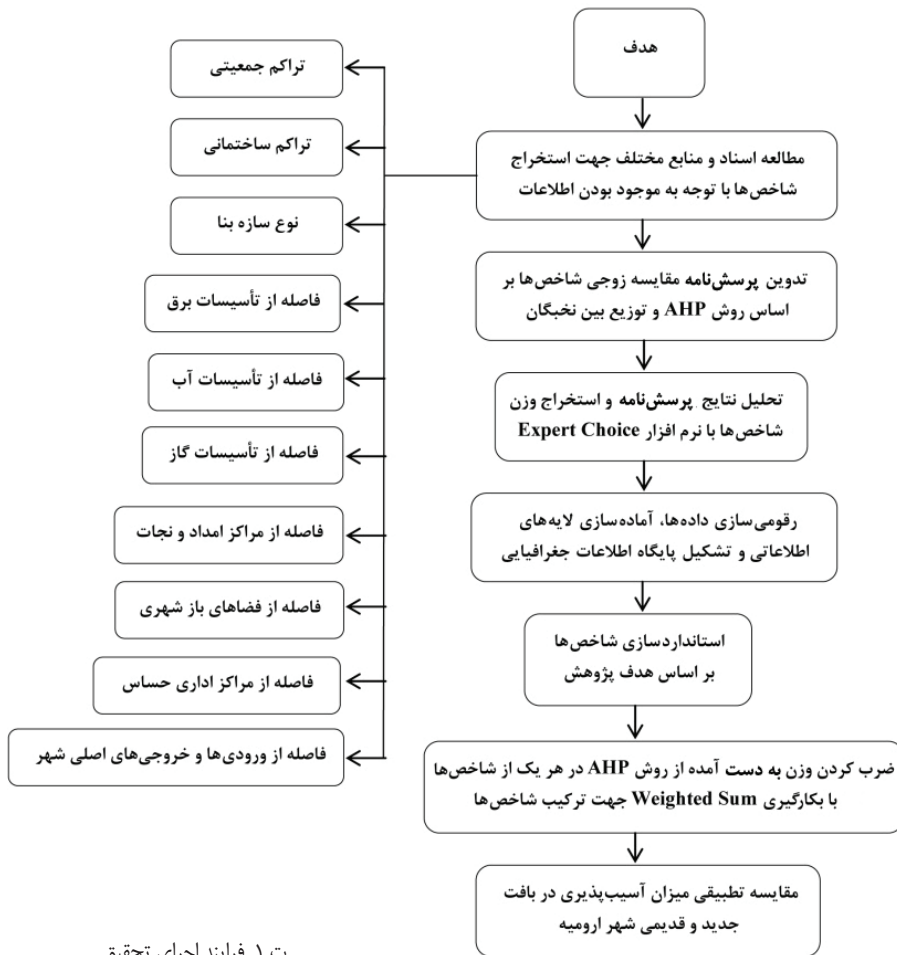 هدف
مطالعه اسناد و منابع مختلف جهت استخراج
شاخص‌ها با توجه به موجود بودن اطلاعات
تدوین پرسش‌نامه مقایسه زوجی شاخص‌ها بر
اساس روش AHP و توزیع بین نخبگان
تحلیل نتایج پرسش‌نامه و استخراج وزن
شاخص‌ها با نرم افزار Expert Choice
رقومی‌سازی داده‌ها، آماده‌سازی لایه‌های
اطلاعاتی و تشکیل پایگاه اطلاعات جغرافیایی
استانداردسازی شاخص‌ها
بر اساس هدف پژوهش
ضرب کردن وزن به دست آمده از روش AHP در هر یک از شاخص‌ها
با بکارگیری Weighted Sum جهت ترکیب شاخص‌ها
مقایسه تطبیقی میزان آسیب‌پذیری در بافت
جدید و قدیمی شهر ارومیه
تراکم جمعیتی
تراکم ساختمانی
نوع سازه بنا
فاصله از تأسیسات برق
فاصله از تأسیسات آب
فاصله از تأسیسات گاز
فاصله از مراکز امداد و نجات
فاصله از فضاهای باز شهری
فاصله از مراکز اداری حساس
فاصله از ورودی‌ها و خروجی‌های اصلی شهر
ت ۱. فرایند اجرای تحقیق